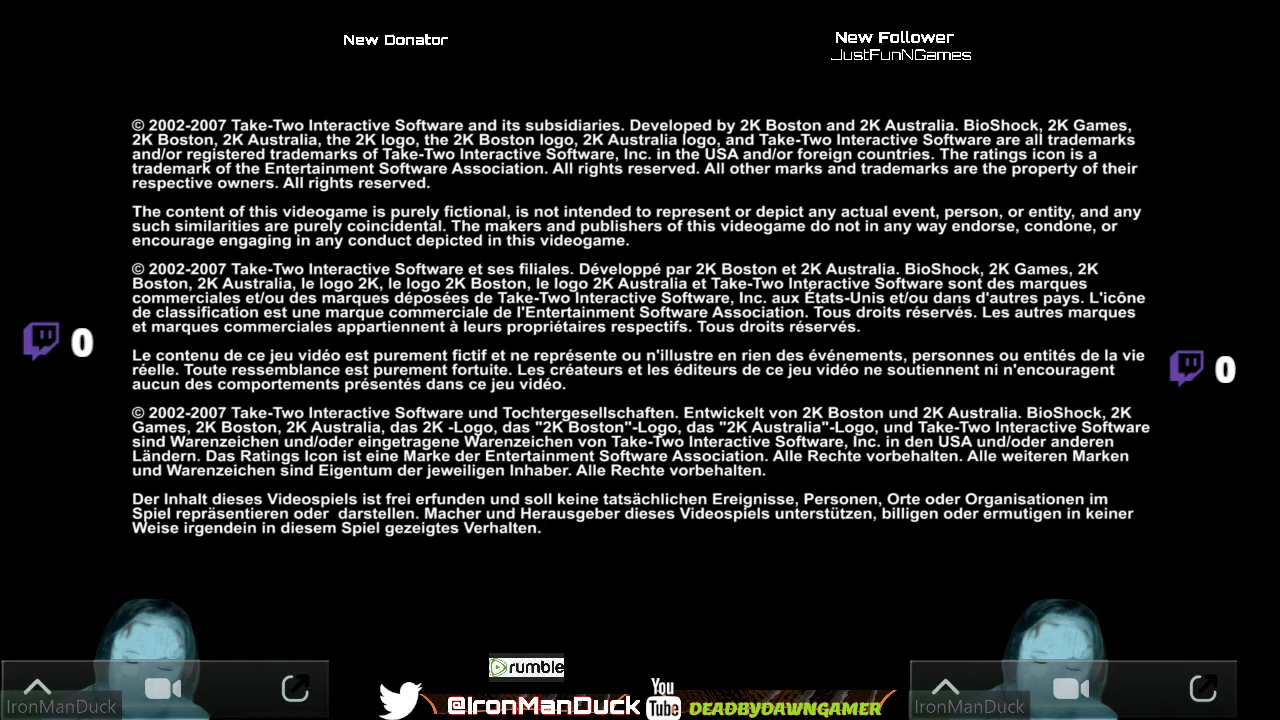 New Donator
New Follower
JustFunNGames
© 2002-2007 Take-Two Interactive Software and its subsidiaries. Developed by 2K Boston and 2K Australia. BioShock, 2K Games,
2K Boston, 2K Australia, the 2K logo, the 2K Boston logo, 2K Australia logo, and Take-Two Interactive Software are all trademarks
and/or registered trademarks of Take-Two Interactive Software, Inc. in the USA and/or foreign countries. The ratings icon is a
trademark of the Entertainment Software Association. All rights reserved. All other marks and trademarks are the property of their
respective owners. All rights reserved.
The content of this videogame is purely fictional, is not intended to represent or depict any actual event, person, or entity, and any
such similarities are purely coincidental. The makers and publishers of this videogame do not in any way endorse, condone, or
encourage engaging in any conduct depicted in this videogame.
© 2002-2007 Take-Two Interactive Software et ses filiales. Développé par 2K Boston et 2K Australia. BioShock, 2K Games, 2K
Boston, 2K Australia, le logo 2K, le logo 2K Boston, le logo 2K Australia et Take-Two Interactive Software sont des marques
commerciales et/ou des marques déposées de Take-Two Interactive Software, Inc. aux États-Unis et/ou dans d'autres pays. L'icône
de classification est une marque commerciale de l'Entertainment Software Association. Tous droits réservés. Les autres marques
et marques commerciales appartiennent à leurs propriétaires respectifs. Tous droits réservés.
0
Le contenu de ce jeu vidéo est purement fictif et ne représente ou n'illustre en rien des événements, personnes ou entités de la vie
réelle. Toute ressemblance est purement fortuite. Les créateurs et les éditeurs de ce jeu vidéo ne soutiennent ni n'encouragent
aucun des comportements présentés dans ce jeu vidéo.
0
© 2002-2007 Take-Two Interactive Software und Tochtergesellschaften. Entwickelt von 2K Boston und 2K Australia. BioShock, 2K
Games, 2K Boston, 2K Australia, das 2K -Logo, das "2K Boston"-Logo, das "2K Australia"-Logo, und Take-Two Interactive Software
sind Warenzeichen und/oder eingetragene Warenzeichen von Take-Two Interactive Software, Inc. in den USA und/oder anderen
Ländern. Das Ratings Icon ist eine Marke der Entertainment Software Association. Alle Rechte vorbehalten. Alle weiteren Marken
und Warenzeichen sind Eigentum der jeweiligen Inhaber. Alle Rechte vorbehalten.
Der Inhalt dieses Videospiels ist frei erfunden und soll keine tatsächlichen Ereignisse, Personen, Orte oder Organisationen im
Spiel repräsentieren oder darstellen. Macher und Herausgeber dieses Videospiels unterstützen, billigen oder ermutigen in keiner
Weise irgendein in diesem Spiel gezeigtes Verhalten.
rumble
IronManDuck
@IronManDuck
You
Tube
DEADBYDAWNGAMER
IronManDuck